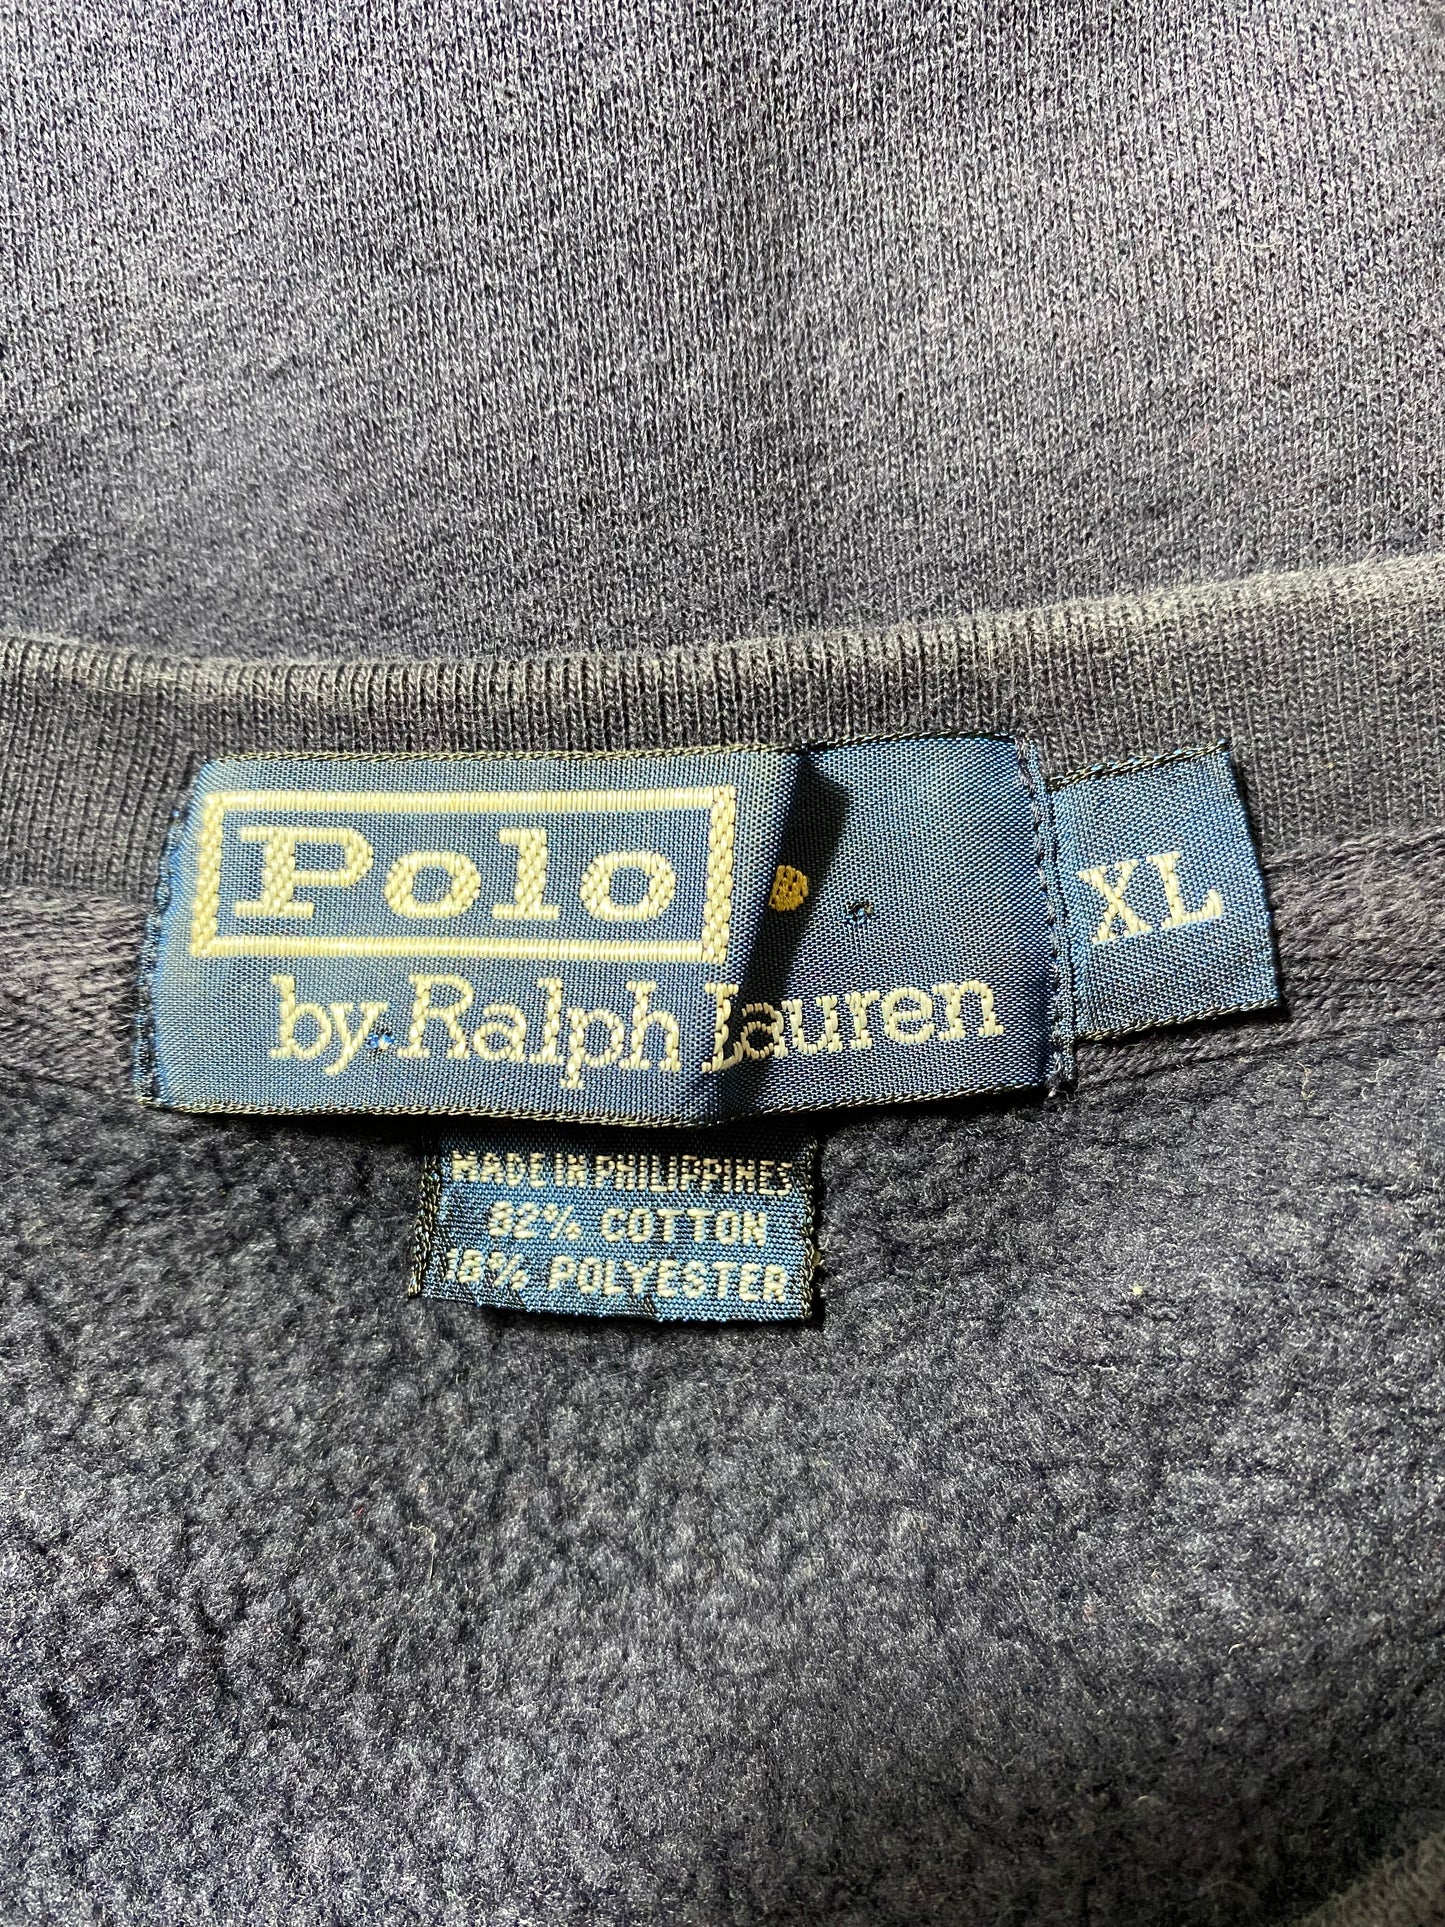 Polo
by Ralph Lauren
XL
MADE IN PHILIPPINES
82% COTTON
18% POLYESTER